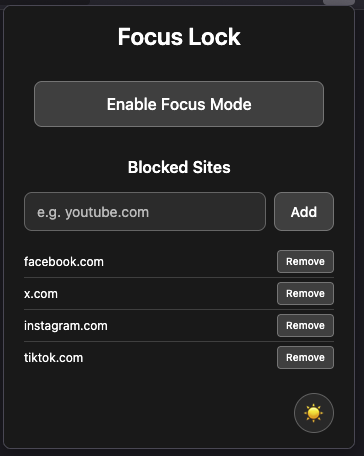 Focus Lock
Enable Focus Mode
Blocked Sites
e.g. youtube.com Add
facebook.com Remove
x.com Remove
instagram.com Remove
tiktok.com Remove